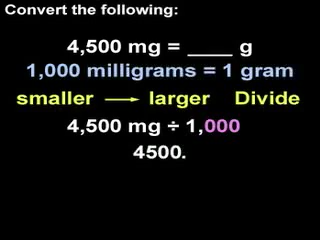 Convert the following:
4,500 mg = ____ g
1,000 milligrams = 1 gram
smaller → larger Divide
4,500 mg ÷ 1,000
4500.